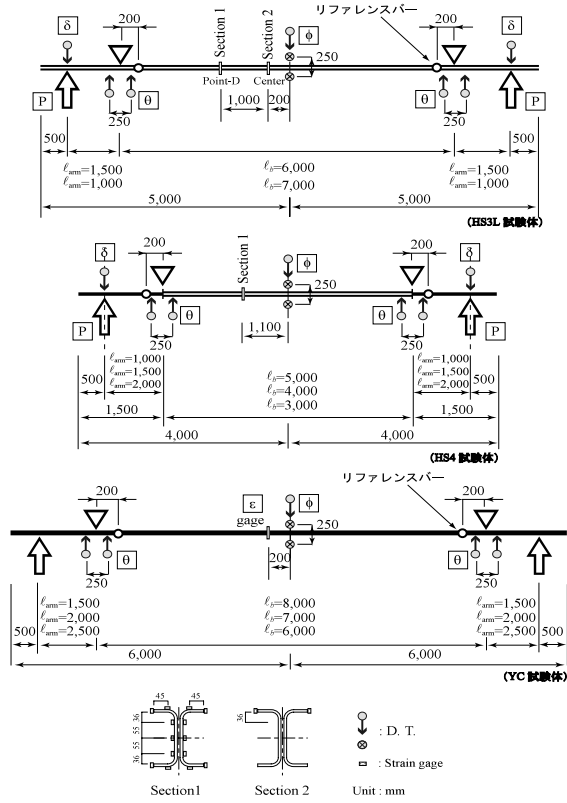 200
リファレンスバー
200
δ
Section 1
Section 2
ϕ
δ
250
Point-D
Center
P
θ
1,000
200
θ
P
250
250
500
500
ℓarm=1,500
ℓarm=1,000
ℓb=6,000
ℓb=7,000
ℓarm=1,500
ℓarm=1,000
5,000
5,000
(HS3L 試験体)
δ
200
Section 1
ϕ
200
δ
250
P
θ
1,100
θ
P
250
250
500
ℓarm=1,000
ℓarm=1,500
ℓarm=2,000
ℓb=5,000
ℓb=4,000
ℓb=3,000
ℓarm=1,000
ℓarm=1,500
ℓarm=2,000
500
1,500
1,500
4,000
4,000
(HS4 試験体)
リファレンスバー
200
ε
gage
ϕ
200
250
θ
200
θ
250
250
500
ℓarm=1,500
ℓarm=2,000
ℓarm=2,500
ℓb=8,000
ℓb=7,000
ℓb=6,000
ℓarm=1,500
ℓarm=2,000
ℓarm=2,500
500
6,000
6,000
(YC 試験体)
45
45
36
55
55
36
36
: D. T.
: Strain gage
Section1
Section 2
Unit : mm